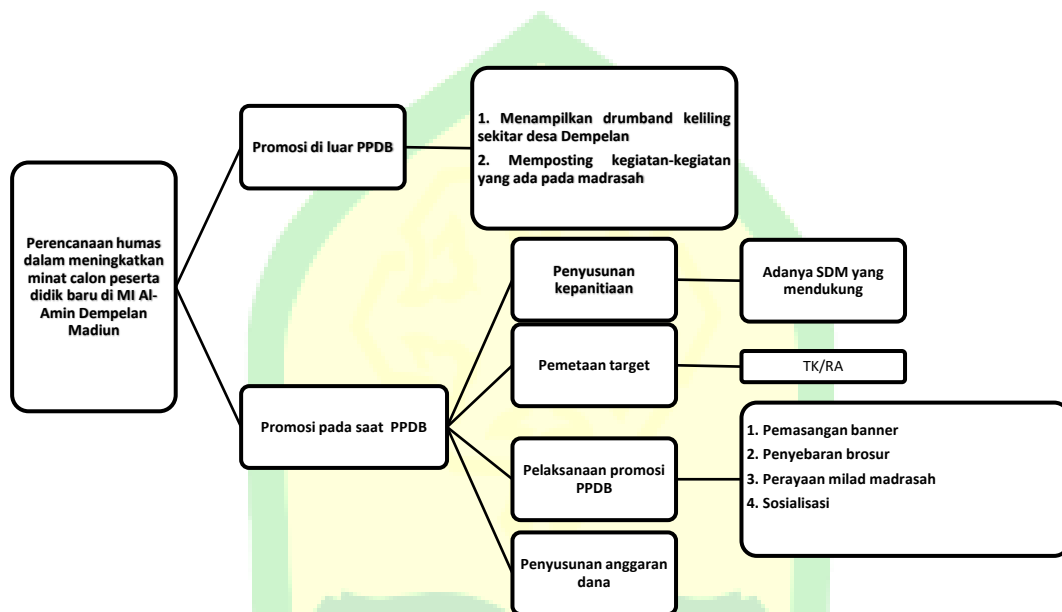 Perencanaan humas
dalam meningkatkan
minat calon peserta
didik baru di MI Al-
Amin Dempelan
Madiun
Promosi di luar PPDB
1. Menampilkan drumband keliling
sekitar desa Dempelan
2. Memposting kegiatan-kegiatan
yang ada pada madrasah
Promosi pada saat PPDB
Penyusunan
kepanitiaan
Adanya SDM yang
mendukung
Pemetaan target
TK/RA
Pelaksanaan promosi
PPDB
1. Pemasangan banner
2. Penyebaran brosur
3. Perayaan milad madrasah
4. Sosialisasi
Penyusunan anggaran
dana